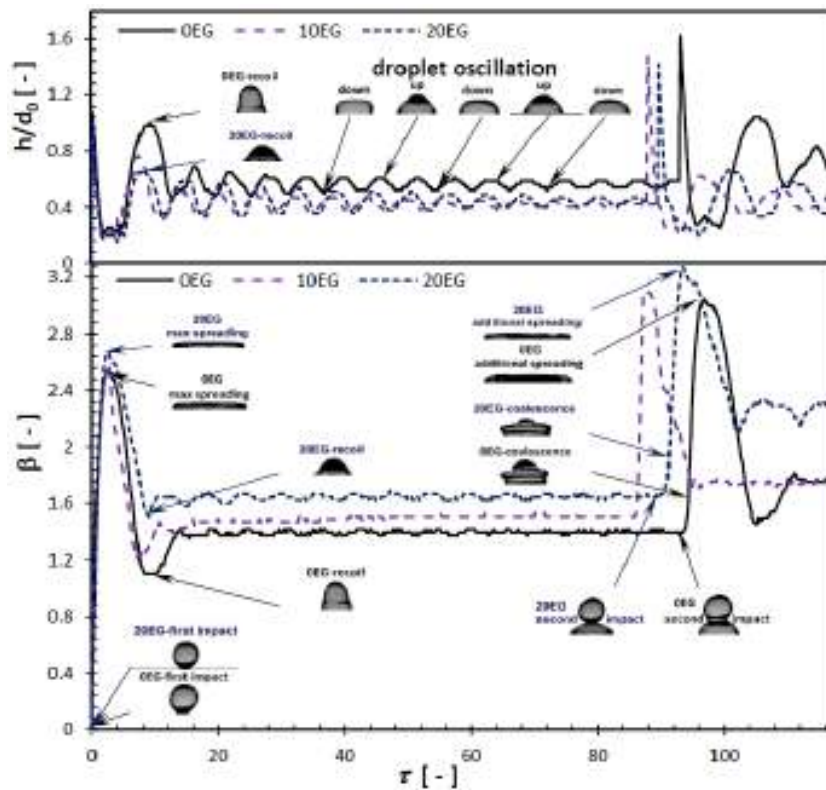 0EG 10EG 20EG
1.6
1.2
0.8
0.4
0
h/d0 [-]
droplet oscillation
0EG-recoil
down up down up down
20EG-recoil
0EG 10EG 20EG
3.2
2.8
2.4
2
1.6
1.2
0.8
0.4
0
β [-]
20EG
max spreading
0EG
max spreading
20EG
additional spreading
0EG
additional spreading
20EG-coalescence
0EG-coalescence
20EG-recoil
0EG-recoil
20EG
second impact
0EG
second impact
20EG-first impact
0EG-first impact
0 20 40 60 80 100
τ [-]